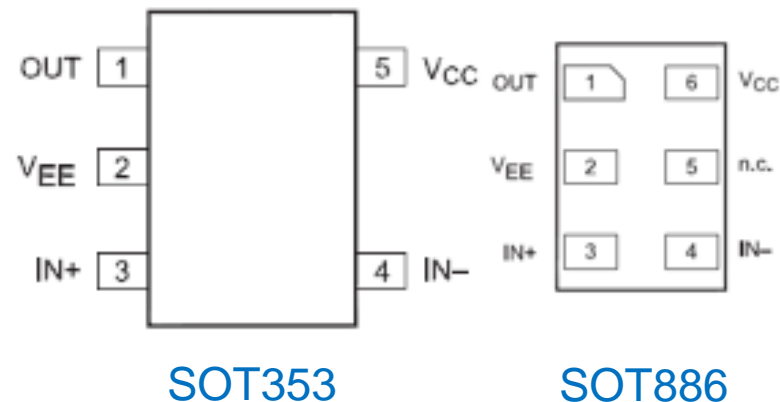 OUT 1 5 VCC
VEE 2
IN+ 3 4 IN–
SOT353
OUT 1 6 VCC
VEE 2 5 n.c.
IN+ 3 4 IN–
SOT886